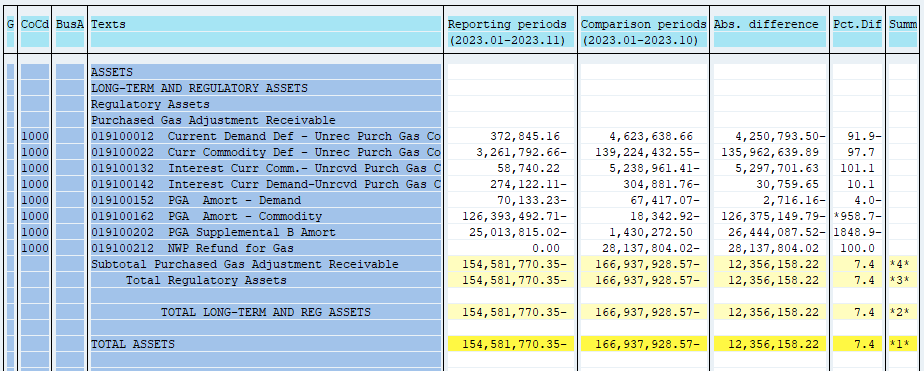 G CoCd BusA Texts Reporting periods Comparison periods Abs. difference Pct.Dif Summ
(2023.01-2023.11) (2023.01-2023.10)
ASSETS
LONG-TERM AND REGULATORY ASSETS
Regulatory Assets
Purchased Gas Adjustment Receivable
1000 019100012 Current Demand Def - Unrec Purch Gas Co 372,845.16 4,623,638.66 4,250,793.50- 91.9-
1000 019100022 Curr Commodity Def - Unrec Purch Gas Co 3,261,792.66- 139,224,432.55- 135,962,639.89 97.7
1000 019100132 Interest Curr Comm.- Unrcvd Purch Gas C 58,740.22 5,238,961.41- 5,297,701.63 101.1
1000 019100142 Interest Curr Demand-Unrcvd Purch Gas C 274,122.11- 304,881.76- 30,759.65 10.1
1000 019100152 PGA Amort - Demand 70,133.23- 67,417.07- 2,716.16- 4.0-
1000 019100162 PGA Amort - Commodity 126,393,492.71- 18,342.92- 126,375,149.79- *958.7-
1000 019100202 PGA Supplemental B Amort 25,013,815.02- 1,430,272.50 26,444,087.52- 1848.9-
1000 019100212 NWP Refund for Gas 0.00 28,137,804.02- 28,137,804.02 100.0
Subtotal Purchased Gas Adjustment Receivable 154,581,770.35- 166,937,928.57- 12,356,158.22 7.4 *4*
Total Regulatory Assets 154,581,770.35- 166,937,928.57- 12,356,158.22 7.4 *3*
TOTAL LONG-TERM AND REG ASSETS 154,581,770.35- 166,937,928.57- 12,356,158.22 7.4 *2*
TOTAL ASSETS 154,581,770.35- 166,937,928.57- 12,356,158.22 7.4 *1*